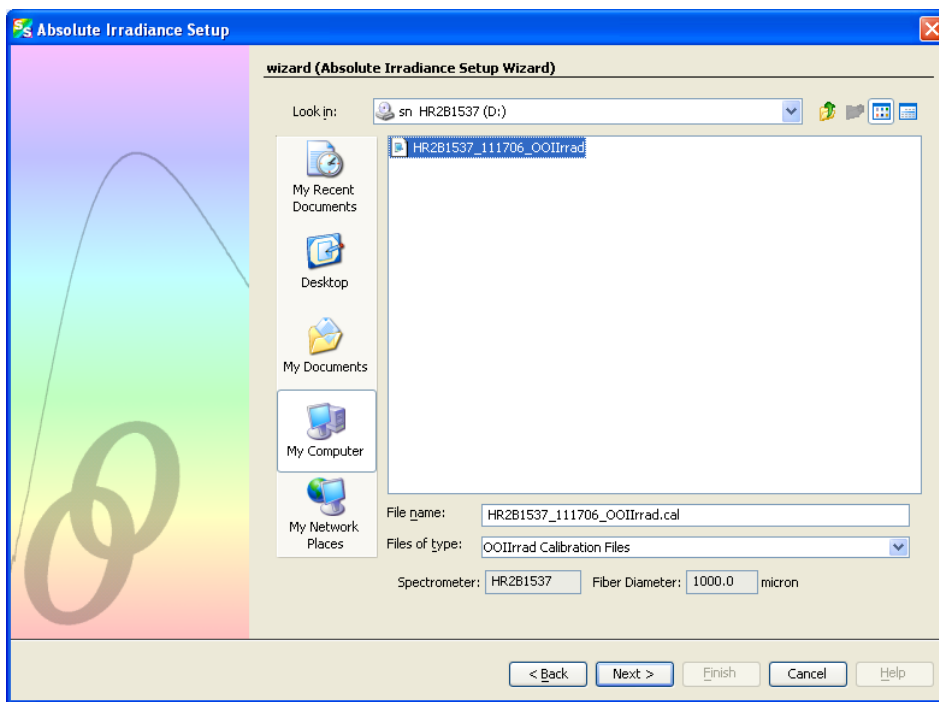 Absolute Irradiance Setup
wizard (Absolute Irradiance Setup Wizard)
Look in:
sn HR2B1537 (D:)
HR2B1537_111706_OOIIrrad
My Recent
Documents
Desktop
My Documents
My Computer
My Network
Places
File name:
HR2B1537_111706_OOIIrrad.cal
Files of type:
OOIIrrad Calibration Files
Spectrometer: HR2B1537 Fiber Diameter: 1000.0 micron
< Back Next > Finish Cancel Help